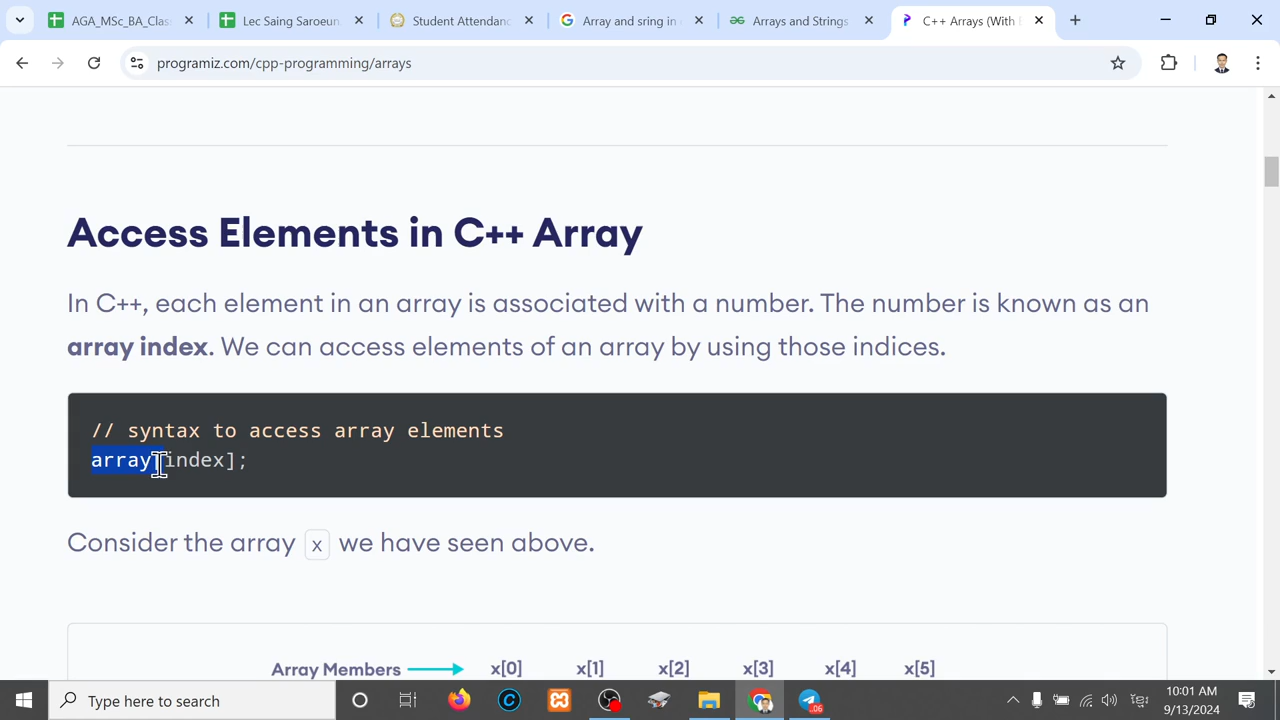 AGA_MSc_BA_Clas
Lec Saing Saroeun
Student Attendanc
Array and sring in
Arrays and Strings
C++ Arrays (With
programiz.com/cpp-programming/arrays
Access Elements in C++ Array
In C++, each element in an array is associated with a number. The number is known as an
array index. We can access elements of an array by using those indices.
// syntax to access array elements
array[index];
Consider the array x we have seen above.
Array Members x[0] x[1] x[2] x[3] x[4] x[5]
Type here to search
.06
10:01 AM
9/13/2024